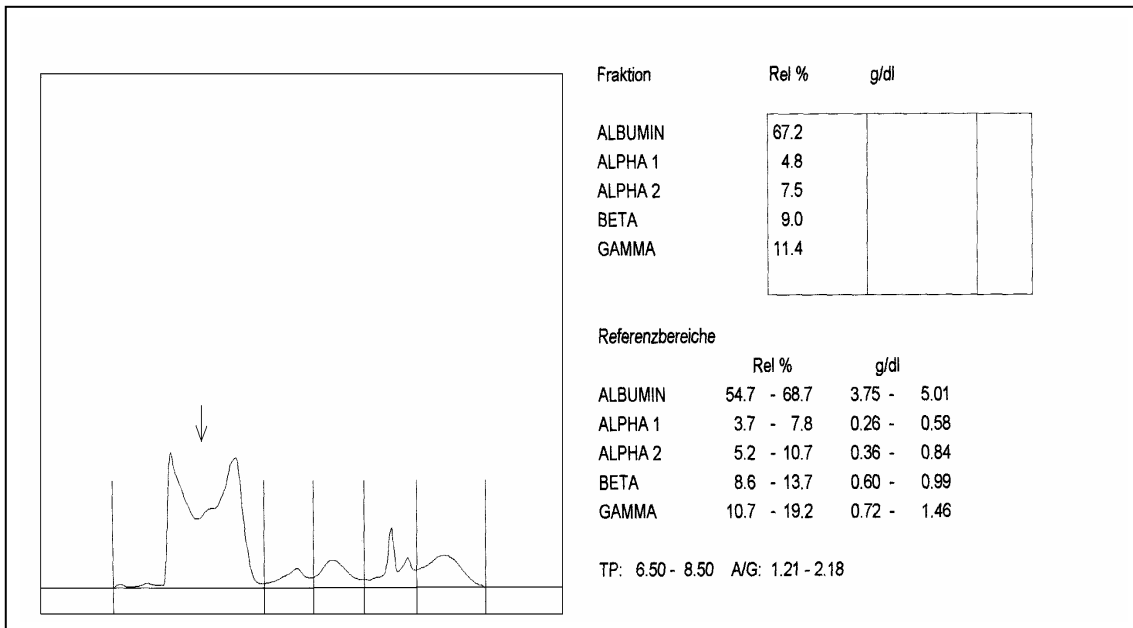 Fraktion Rel % g/dl
ALBUMIN 67.2
ALPHA 1 4.8
ALPHA 2 7.5
BETA 9.0
GAMMA 11.4
Referenzbereiche
Rel % g/dl
ALBUMIN 54.7 - 68.7 3.75 - 5.01
ALPHA 1 3.7 - 7.8 0.26 - 0.58
ALPHA 2 5.2 - 10.7 0.36 - 0.84
BETA 8.6 - 13.7 0.60 - 0.99
GAMMA 10.7 - 19.2 0.72 - 1.46
TP: 6.50 - 8.50 A/G: 1.21 - 2.18